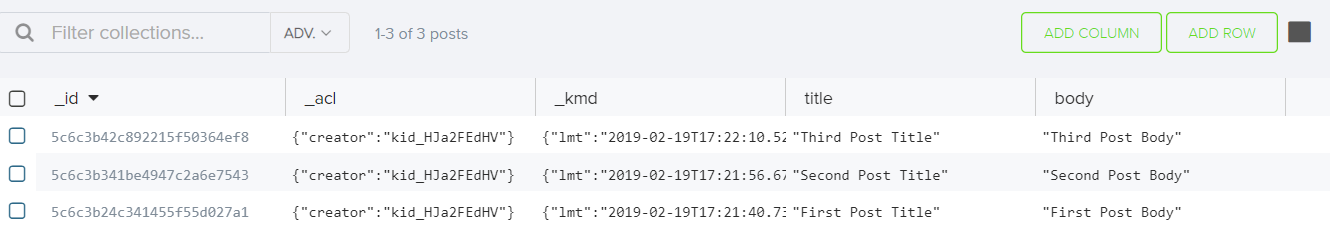 Filter collections... ADV. 1-3 of 3 posts ADD COLUMN ADD ROW
_id _acl _kmd title body
5c6c3b42c892215f50364ef8 {"creator":"kid_HJa2FEdHV"} {"lmt":"2019-02-19T17:22:10.52 "Third Post Title" "Third Post Body"
5c6c3b341be4947c2a6e7543 {"creator":"kid_HJa2FEdHV"} {"lmt":"2019-02-19T17:21:56.67 "Second Post Title" "Second Post Body"
5c6c3b24c341455f55d027a1 {"creator":"kid_HJa2FEdHV"} {"lmt":"2019-02-19T17:21:40.73 "First Post Title" "First Post Body"